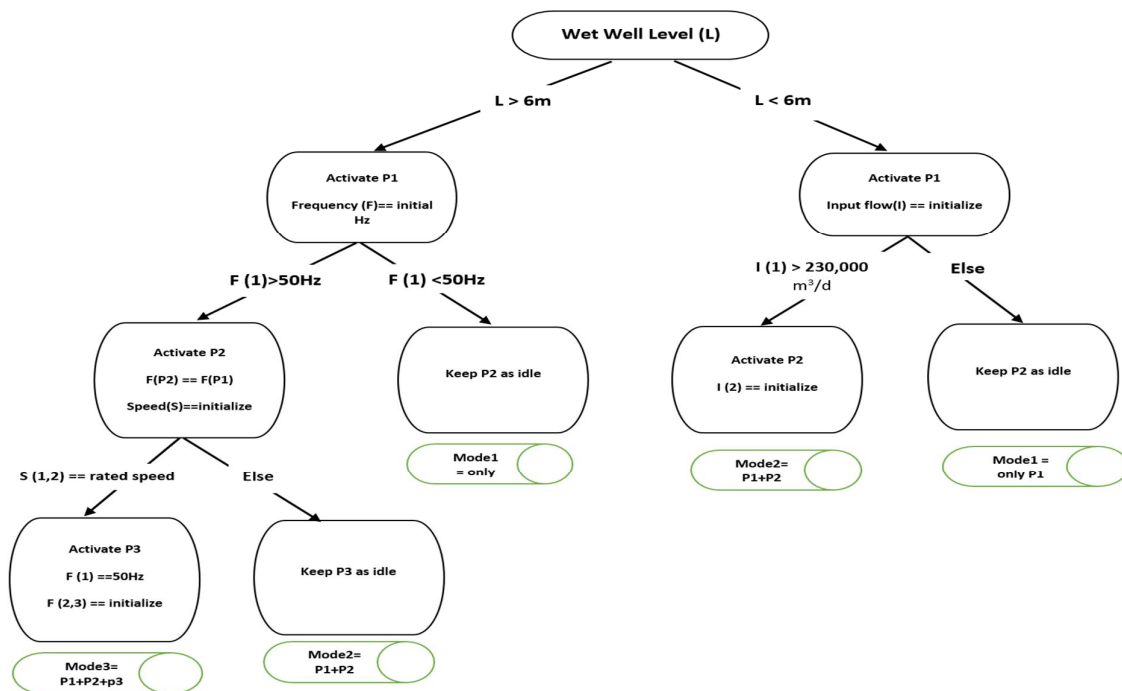 Wet Well Level (L)
L > 6m
L < 6m
Activate P1
Frequency (F)== initial
Hz
Activate P1
Input flow(I) == initialize
F (1)>50Hz
F (1) <50Hz
I (1) > 230,000
m³/d
Else
Activate P2
F(P2) == F(P1)
Speed(S)==initialize
Keep P2 as idle
Activate P2
I (2) == initialize
Keep P2 as idle
Mode1
= only
Mode2=
P1+P2
Mode1 =
only P1
S (1,2) == rated speed
Else
Activate P3
F (1) ==50Hz
F (2,3) == initialize
Keep P3 as idle
Mode3=
P1+P2+p3
Mode2=
P1+P2